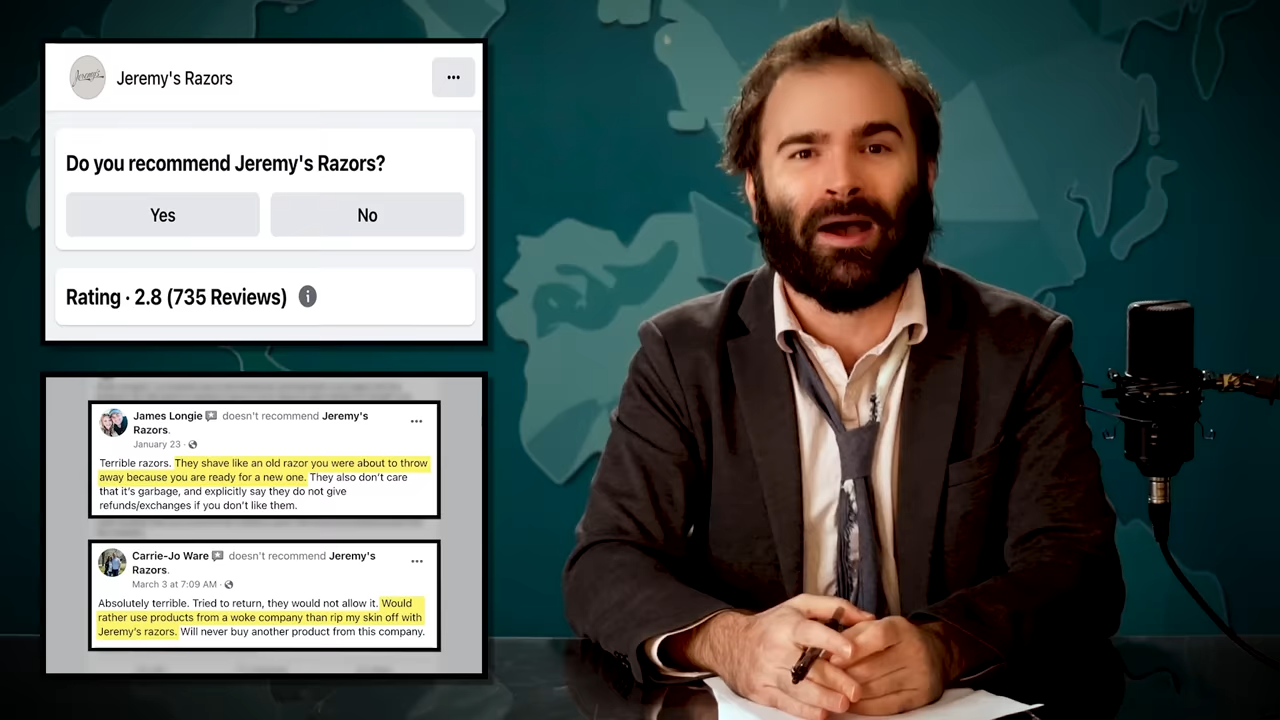 Jeremy's
Jeremy's Razors
Do you recommend Jeremy's Razors?
Yes
No
Rating · 2.8 (735 Reviews)
James Longie doesn't recommend Jeremy's
Razors.
January 23 ·
Terrible razors. They shave like an old razor you were about to throw
away because you are ready for a new one. They also don't care
that it's garbage, and explicitly say they do not give
refunds/exchanges if you don't like them.
Carrie-Jo Ware doesn't recommend Jeremy's
Razors.
March 3 at 7:09 AM ·
Absolutely terrible. Tried to return, they would not allow it. Would
rather use products from a woke company than rip my skin off with
Jeremy's razors. Will never buy another product from this company.